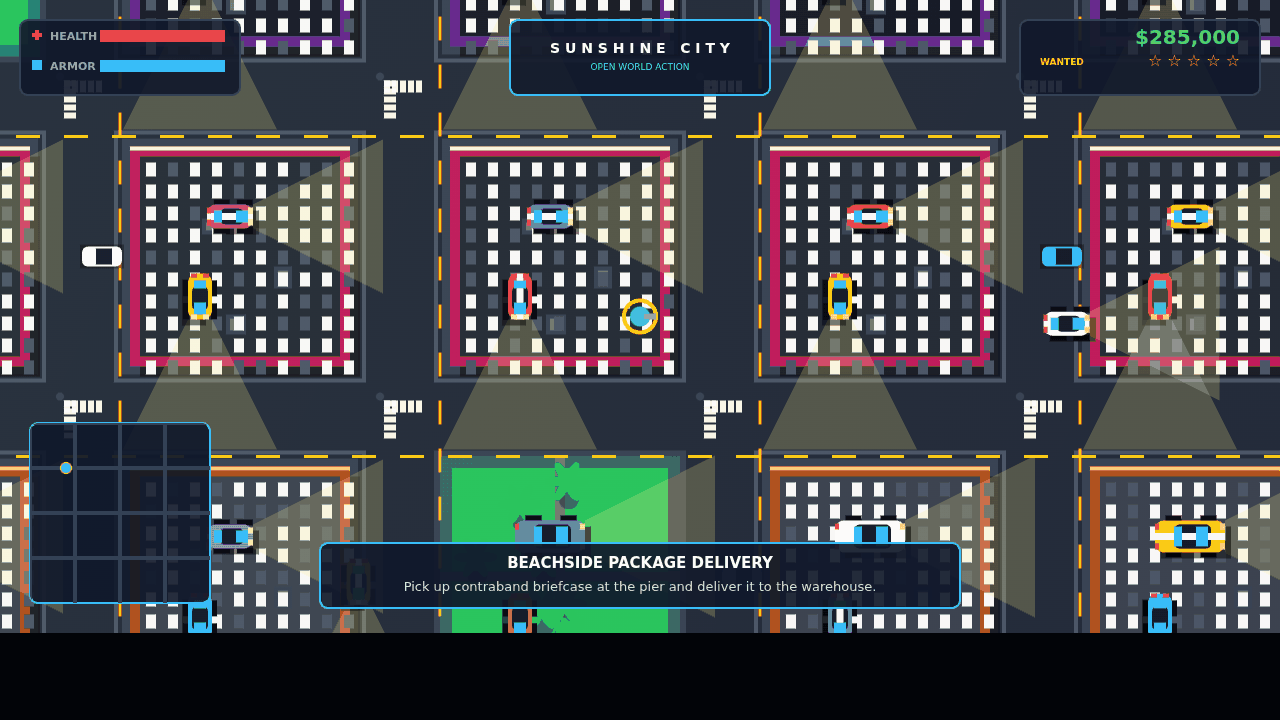 HEALTH
ARMOR
SUNSHINE CITY
OPEN WORLD ACTION
$285,000
WANTED ☆ ☆ ☆ ☆ ☆
BEACHSIDE PACKAGE DELIVERY
Pick up contraband briefcase at the pier and deliver it to the warehouse.